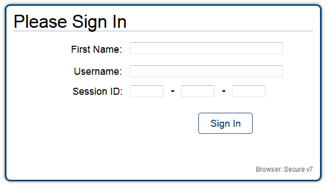 Please Sign In
First Name:
Username:
Session ID: - -
Sign In
Browser: Secure v7